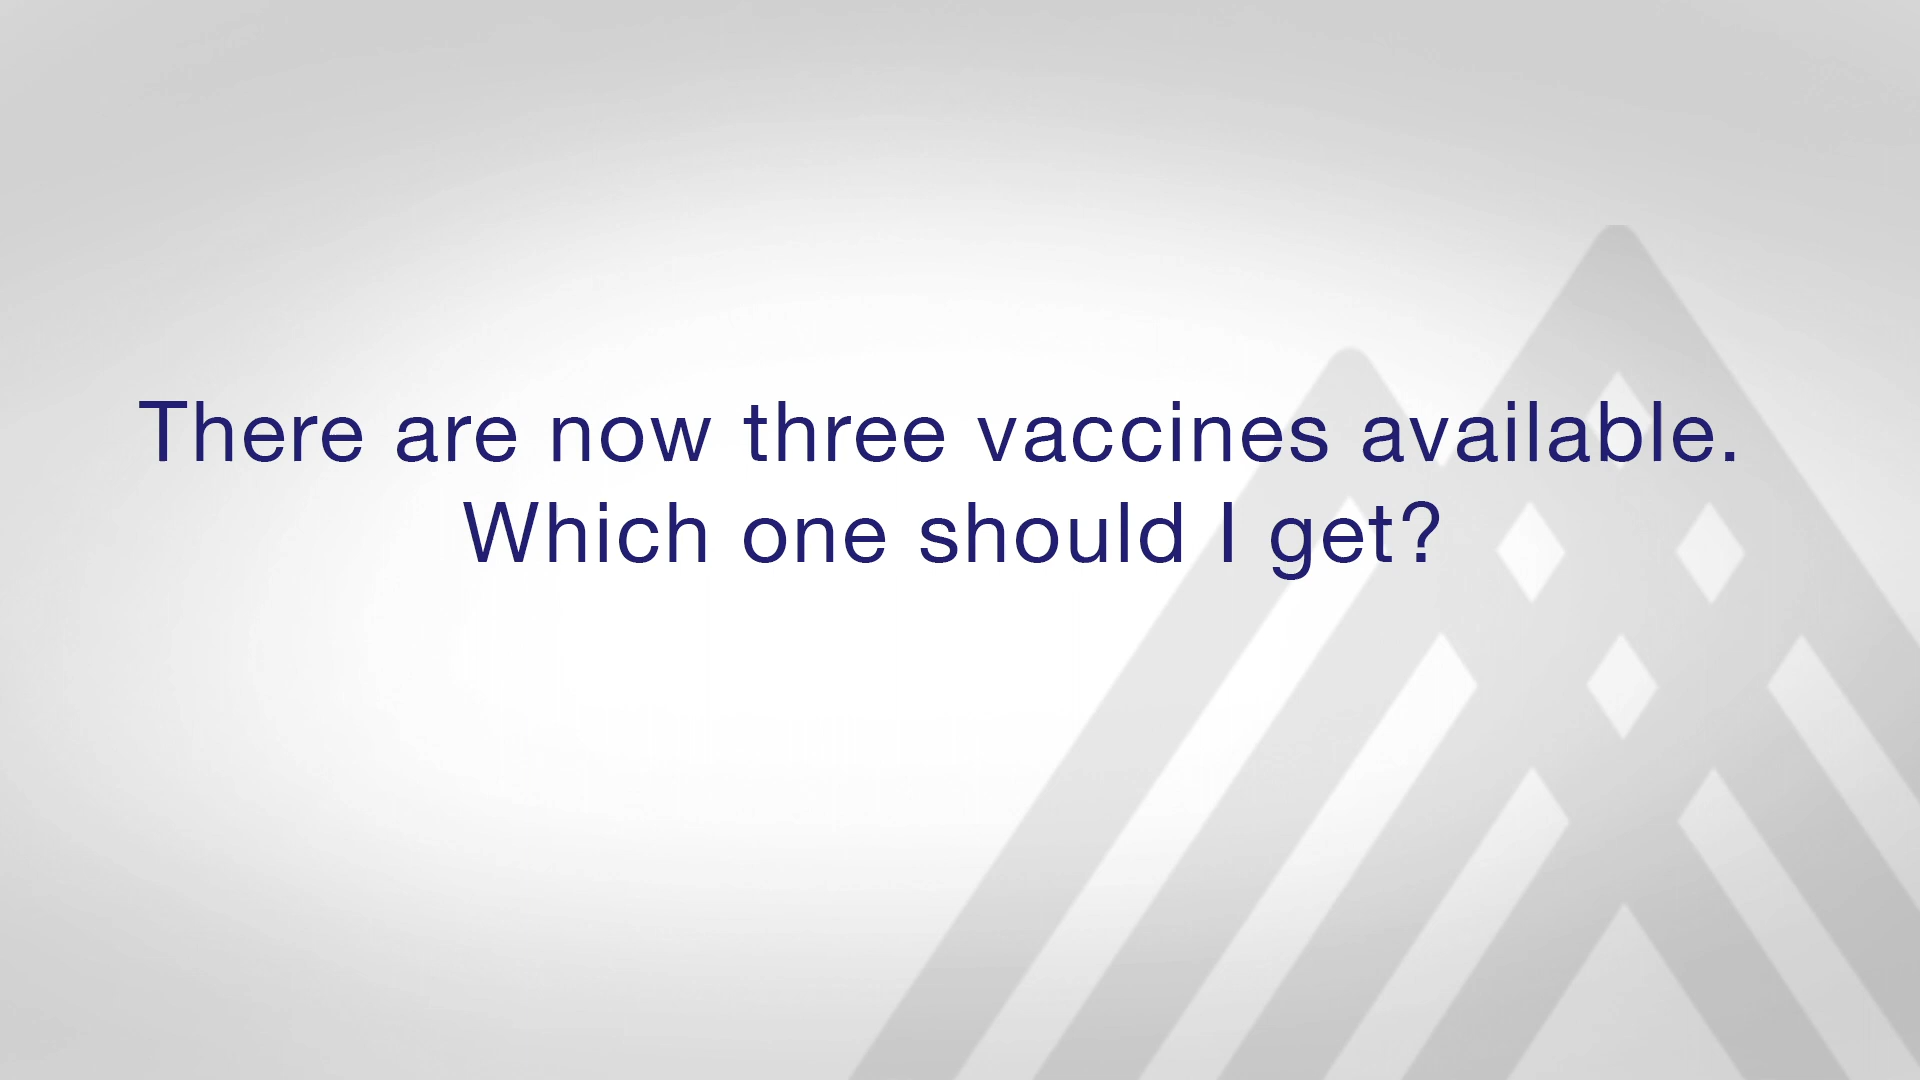 There are now three vaccines available.
Which one should I get?